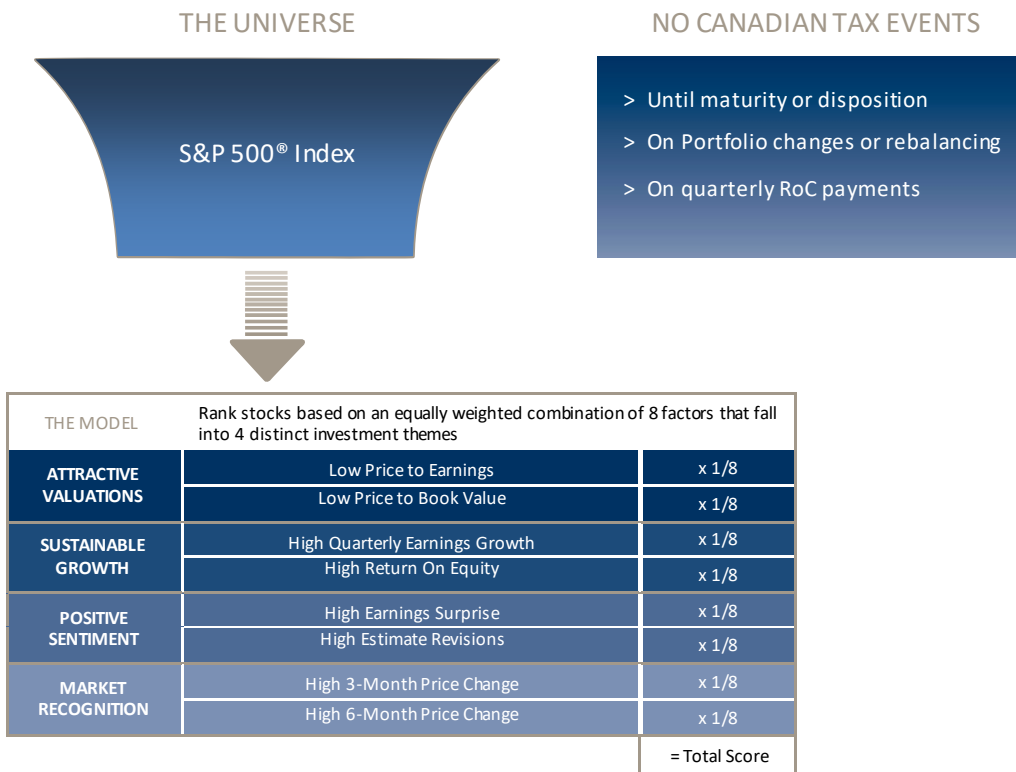 THE UNIVERSE
S&P 500® Index
NO CANADIAN TAX EVENTS
> Until maturity or disposition
> On Portfolio changes or rebalancing
> On quarterly RoC payments
THE MODEL
Rank stocks based on an equally weighted combination of 8 factors that fall
into 4 distinct investment themes
ATTRACTIVE
VALUATIONS
Low Price to Earnings
x 1/8
Low Price to Book Value
x 1/8
SUSTAINABLE
GROWTH
High Quarterly Earnings Growth
x 1/8
High Return On Equity
x 1/8
POSITIVE
SENTIMENT
High Earnings Surprise
x 1/8
High Estimate Revisions
x 1/8
MARKET
RECOGNITION
High 3-Month Price Change
x 1/8
High 6-Month Price Change
x 1/8
= Total Score